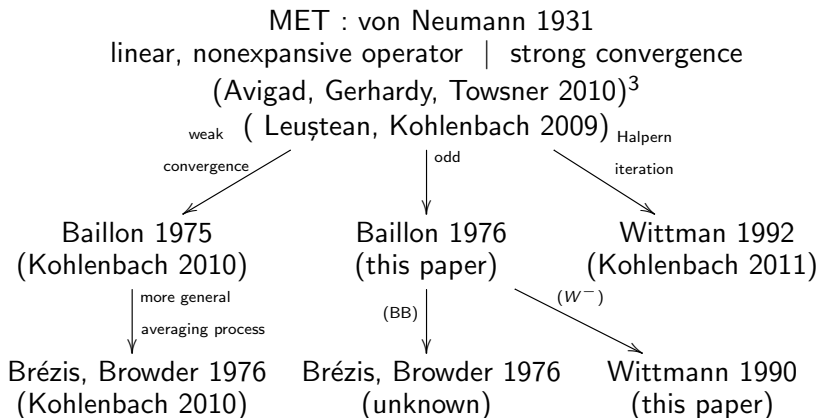 MET : von Neumann 1931
linear, nonexpansive operator | strong convergence
(Avigad, Gerhardy, Towsner 2010)³
( Leuştean, Kohlenbach 2009)
weak
convergence
odd
Halpern
iteration
Baillon 1975
(Kohlenbach 2010)
Baillon 1976
(this paper)
Wittman 1992
(Kohlenbach 2011)
more general
averaging process
(BB)
(W⁻)
Brézis, Browder 1976
(Kohlenbach 2010)
Brézis, Browder 1976
(unknown)
Wittmann 1990
(this paper)